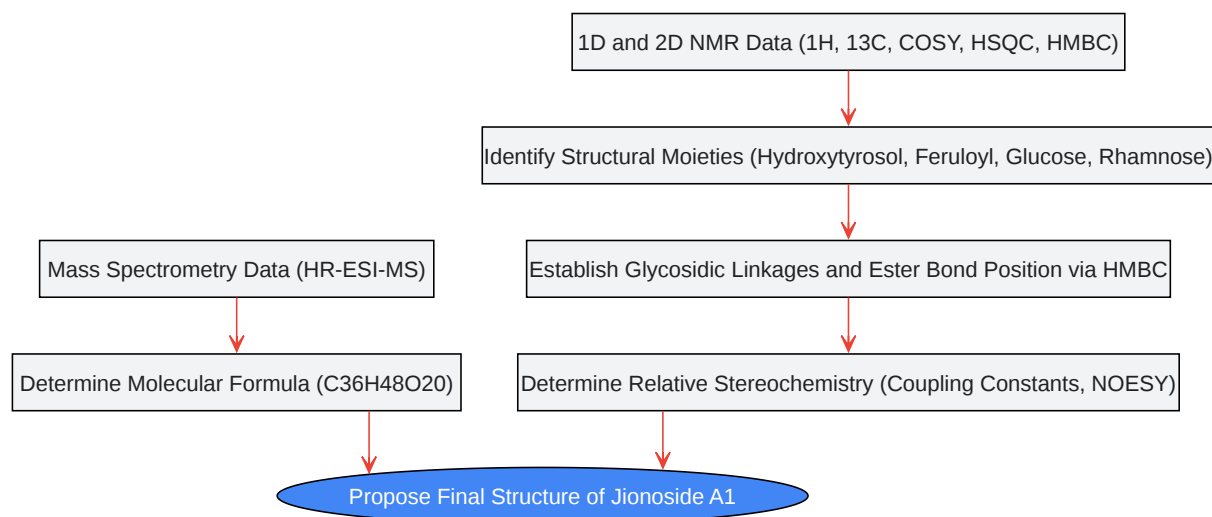 1D and 2D NMR Data (1H, 13C, COSY, HSQC, HMBC)
Identify Structural Moieties (Hydroxytyrosol, Feruloyl, Glucose, Rhamnose)
Mass Spectrometry Data (HR-ESI-MS)
Establish Glycosidic Linkages and Ester Bond Position via HMBC
Determine Molecular Formula (C36H48O20)
Determine Relative Stereochemistry (Coupling Constants, NOESY)
Propose Final Structure of Jionoside A1